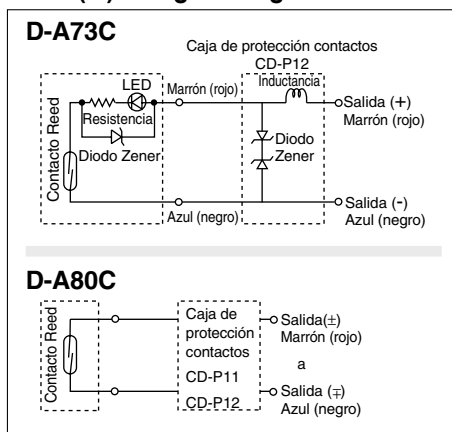 D-A73C
Caja de protección contactos
CD-P12
LED
Marrón (rojo)
Inductancia
Salida (+)
Marrón (rojo)
Resistencia
Diodo Zener
Contacto Reed
Diodo
Zener
Azul (negro)
Salida (-)
Azul (negro)
D-A80C
Contacto Reed
Caja de
protección
contactos
CD-P11
CD-P12
Salida(±)
Marrón (rojo)
a
Salida (∓)
Azul (negro)